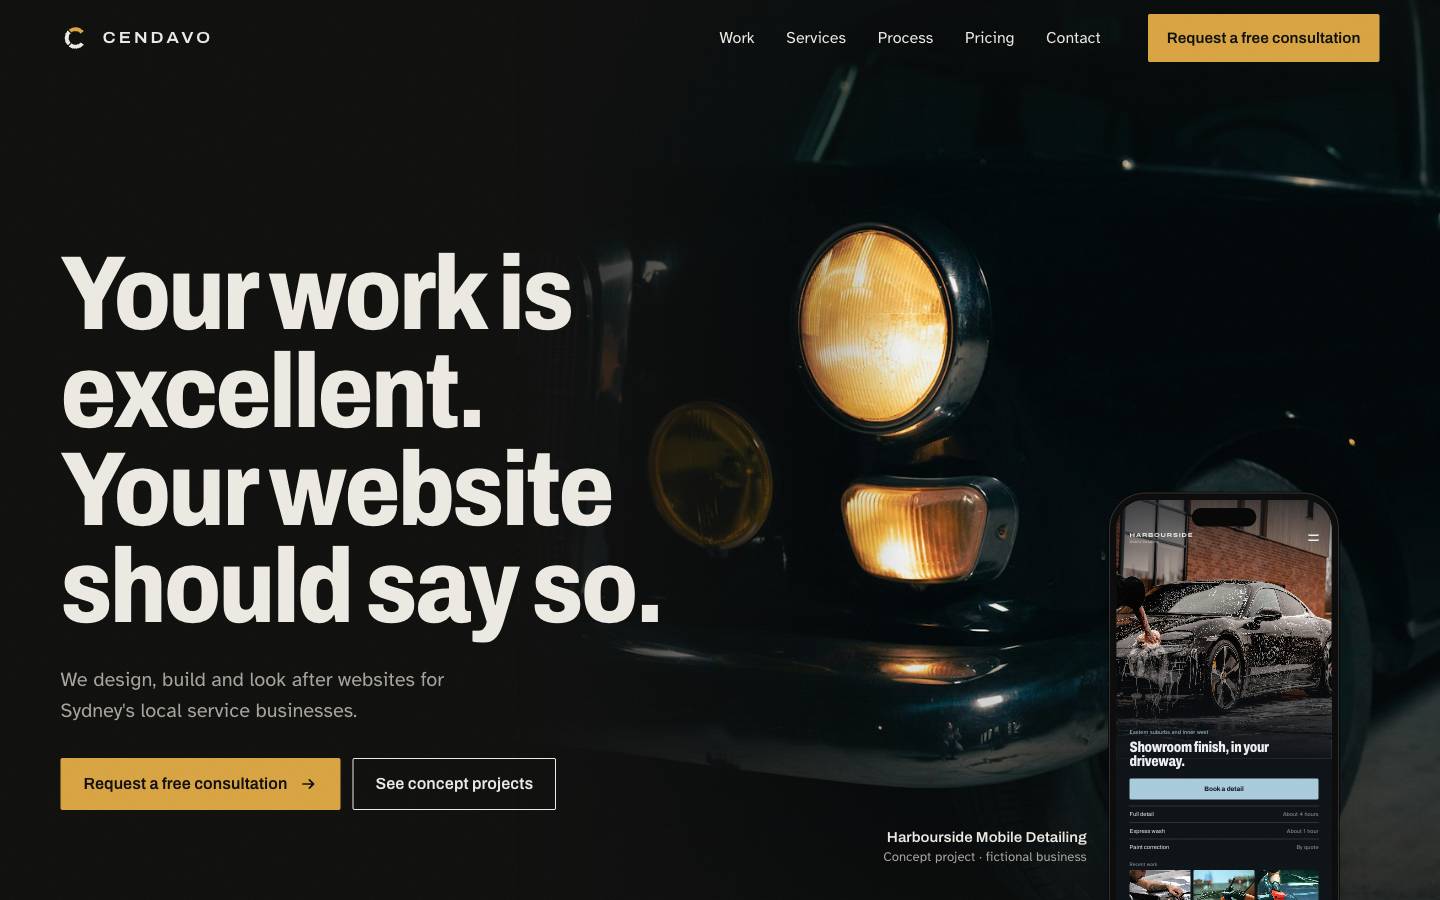 CENDAVO
Work Services Process Pricing Contact Request a free consultation
Your work is
excellent.
Your website
should say so.
We design, build and look after websites for
Sydney's local service businesses.
Request a free consultation →
See concept projects
Harbourside Mobile Detailing
Concept project · fictional business
HARBOURSIDE
Eastern suburbs and inner west
Showroom finish, in your
driveway.
Book a detail
Full detail About 4 hours
Express wash About 1 hour
Paint correction By quote
Recent work